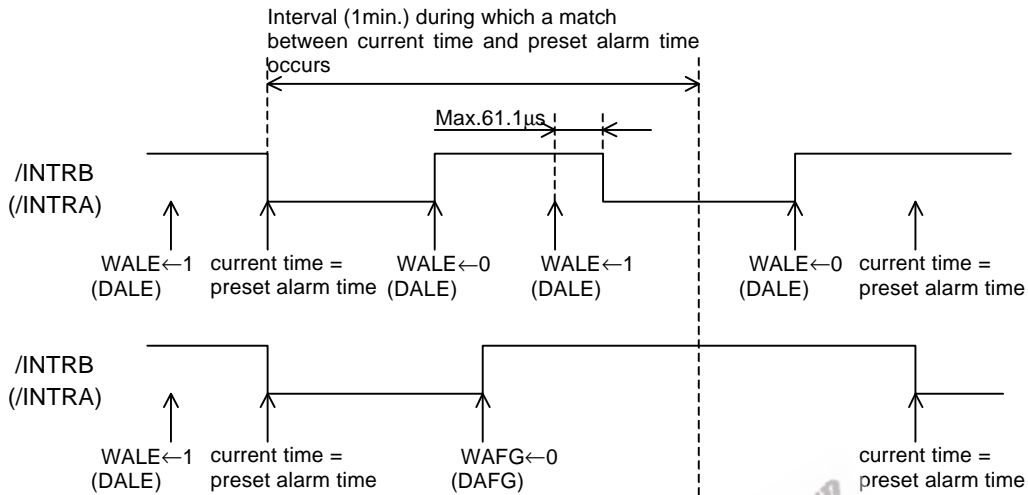 Interval (1min.) during which a match
between current time and preset alarm time
occurs
Max.61.1μs
/INTRB
(/INTRA)
WALE←1
(DALE)
current time =
preset alarm time
WALE←0
(DALE)
WALE←1
(DALE)
WALE←0
(DALE)
current time =
preset alarm time
/INTRB
(/INTRA)
WALE←1
(DALE)
current time =
preset alarm time
WAFG←0
(DAFG)
current time =
preset alarm time